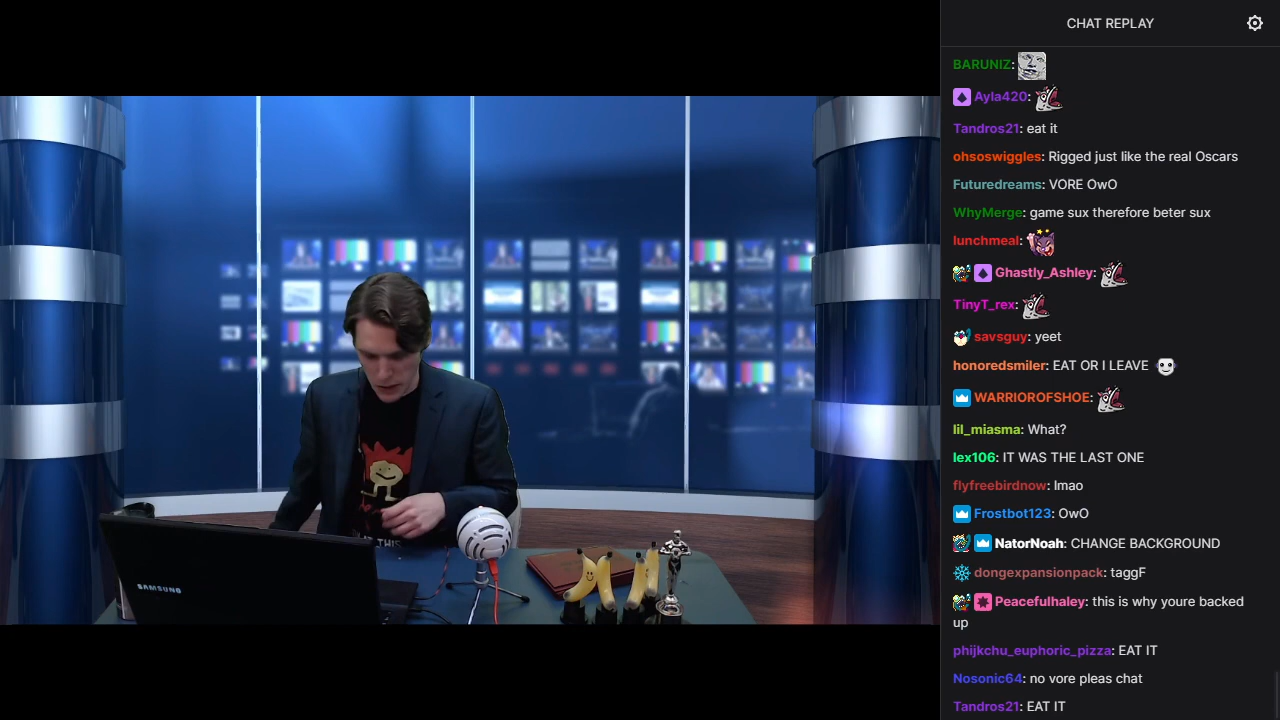 CHAT REPLAY
BARUNIZ:
Ayla420:
Tandros21: eat it
ohsoswiggles: Rigged just like the real Oscars
Futuredreams: VORE OwO
WhyMerge: game sux therefore beter sux
lunchmeal:
Ghastly_Ashley:
TinyT_rex:
savsguy: yeet
honoredsmiler: EAT OR I LEAVE
WARRIOROFSHOE:
lil_miasma: What?
lex106: IT WAS THE LAST ONE
flyfreebirdnow: lmao
Frostbot123: OwO
NatorNoah: CHANGE BACKGROUND
dongexpansionpack: taggF
Peacefulhaley: this is why youre backed
up
phijkchu_euphoric_pizza: EAT IT
Nosonic64: no vore pleas chat
Tandros21: EAT IT
SAMSUNG
THIS